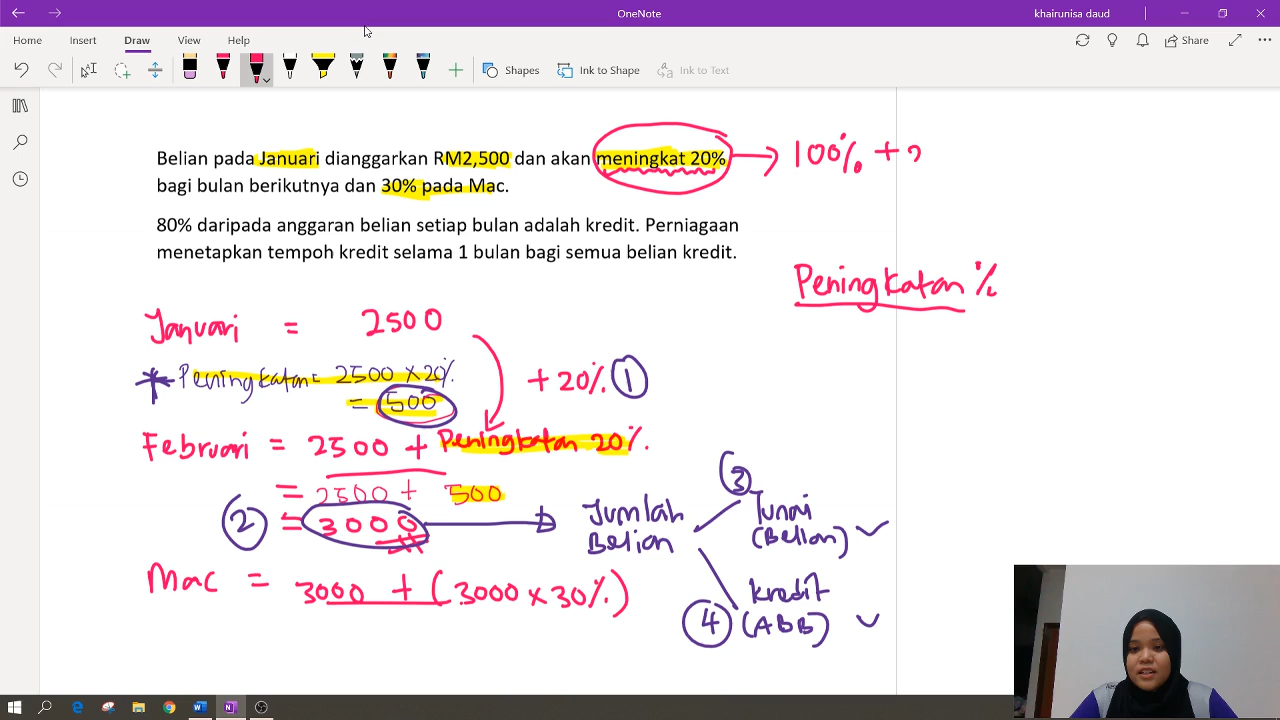 OneNote
khairunisa daud
Home Insert Draw View Help
Share
Shapes Ink to Shape Ink to Text
Belian pada Januari dianggarkan RM2,500 dan akan meningkat 20%
bagi bulan berikutnya dan 30% pada Mac.
80% daripada anggaran belian setiap bulan adalah kredit. Perniagaan
menetapkan tempoh kredit selama 1 bulan bagi semua belian kredit.
100% +
Peningkatan %
Januari = 2500
Peningkatan = 2500 x 20%
= 500
+ 20% 1
Februari = 2500 + Peningkatan 20%.
= 2500 + 500
2 = 3000
Jumlah
Belian
3
Tunai
(Belian)
Mac = 3000 + (3000 x 30%)
4
kredit
(ABB)